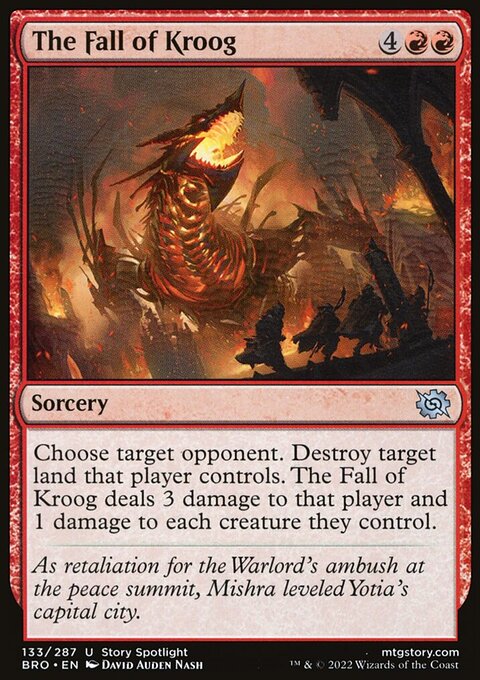 The Fall of Kroog 4
Sorcery
Choose target opponent. Destroy target
land that player controls. The Fall of
Kroog deals 3 damage to that player and
1 damage to each creature they control.
As retaliation for the Warlord's ambush at
the peace summit, Mishra leveled Yotia's
capital city.
133/287 U Story Spotlight mtgstory.com
BRO • EN David Auden Nash ™ & © 2022 Wizards of the Coast